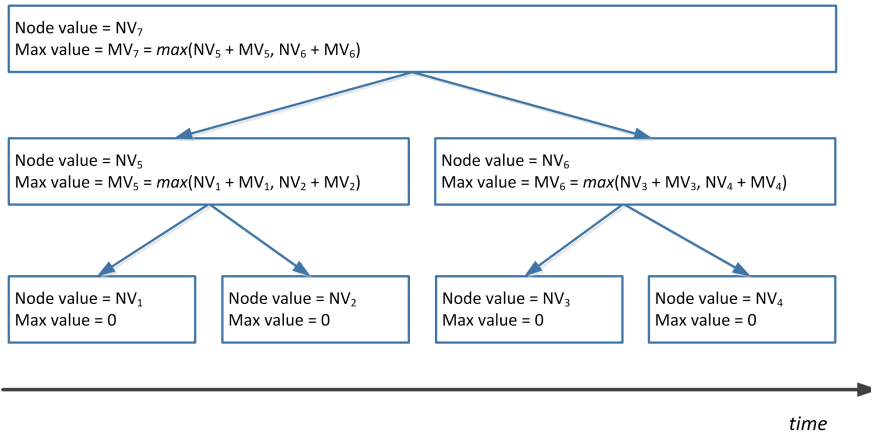 Node value = NV₇
Max value = MV₇ = max(NV₅ + MV₅, NV₆ + MV₆)
Node value = NV₅
Max value = MV₅ = max(NV₁ + MV₁, NV₂ + MV₂)
Node value = NV₆
Max value = MV₆ = max(NV₃ + MV₃, NV₄ + MV₄)
Node value = NV₁
Max value = 0
Node value = NV₂
Max value = 0
Node value = NV₃
Max value = 0
Node value = NV₄
Max value = 0
time